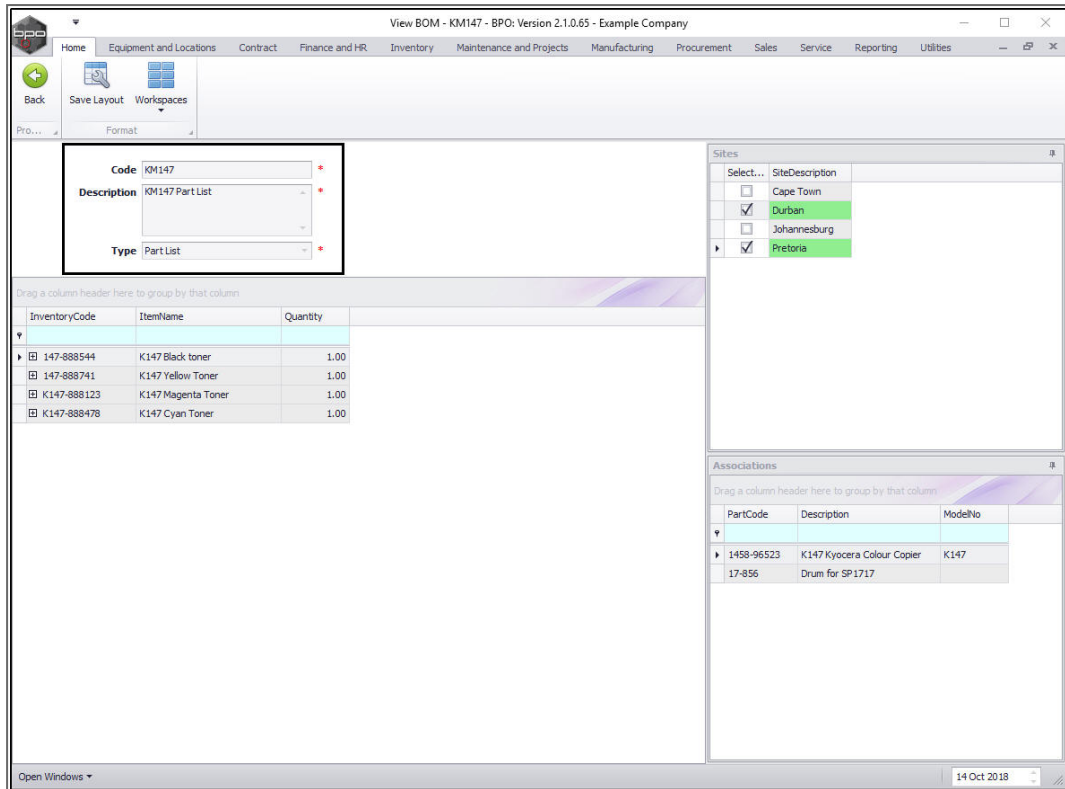 bpo
View BOM - KM147 - BPO: Version 2.1.0.65 - Example Company
Home Equipment and Locations Contract Finance and HR Inventory Maintenance and Projects Manufacturing Procurement Sales Service Reporting Utilities
Back Save Layout Workspaces
Pro... Format
Code KM147 *
Description KM147 Part List *
Type Part List *
Sites
Select... SiteDescription
Cape Town
Durban
Johannesburg
Pretoria
Drag a column header here to group by that column
InventoryCode ItemName Quantity
147-888544 K147 Black toner 1.00
147-888741 K147 Yellow Toner 1.00
K147-888123 K147 Magenta Toner 1.00
K147-888478 K147 Cyan Toner 1.00
Associations
Drag a column header here to group by that column
PartCode Description ModelNo
1458-96523 K147 Kyocera Colour Copier K147
17-856 Drum for SP1717
Open Windows 14 Oct 2018